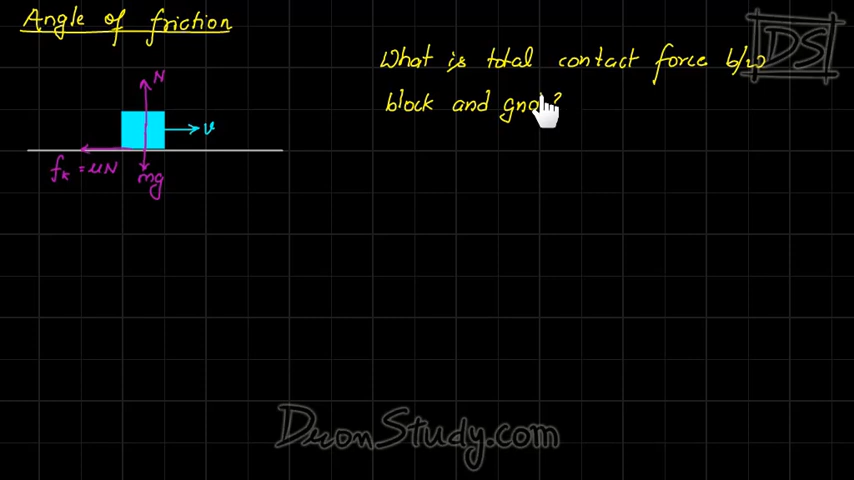 Angle of friction
What is total contact force b/w
block and gnd?
DS
N
v
fk = μN
mg
DronStudy.com